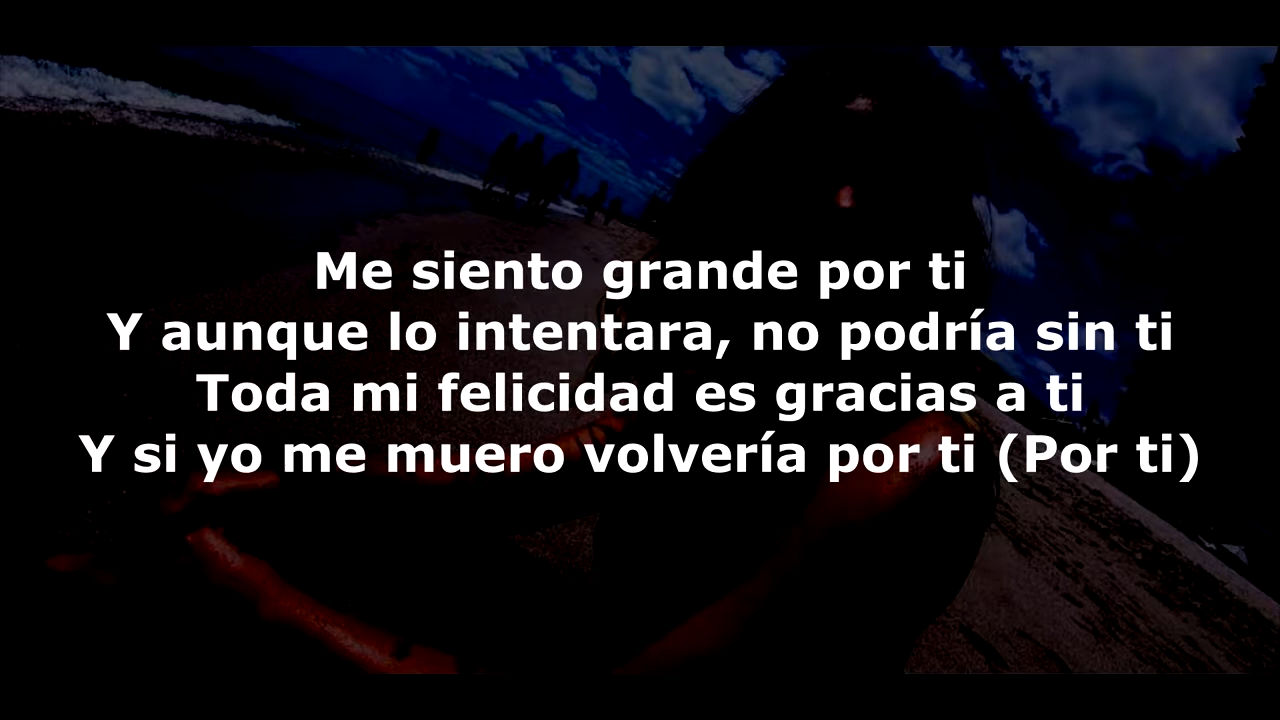 Me siento grande por ti
Y aunque lo intentara, no podría sin ti
Toda mi felicidad es gracias a ti
Y si yo me muero volvería por ti (Por ti)